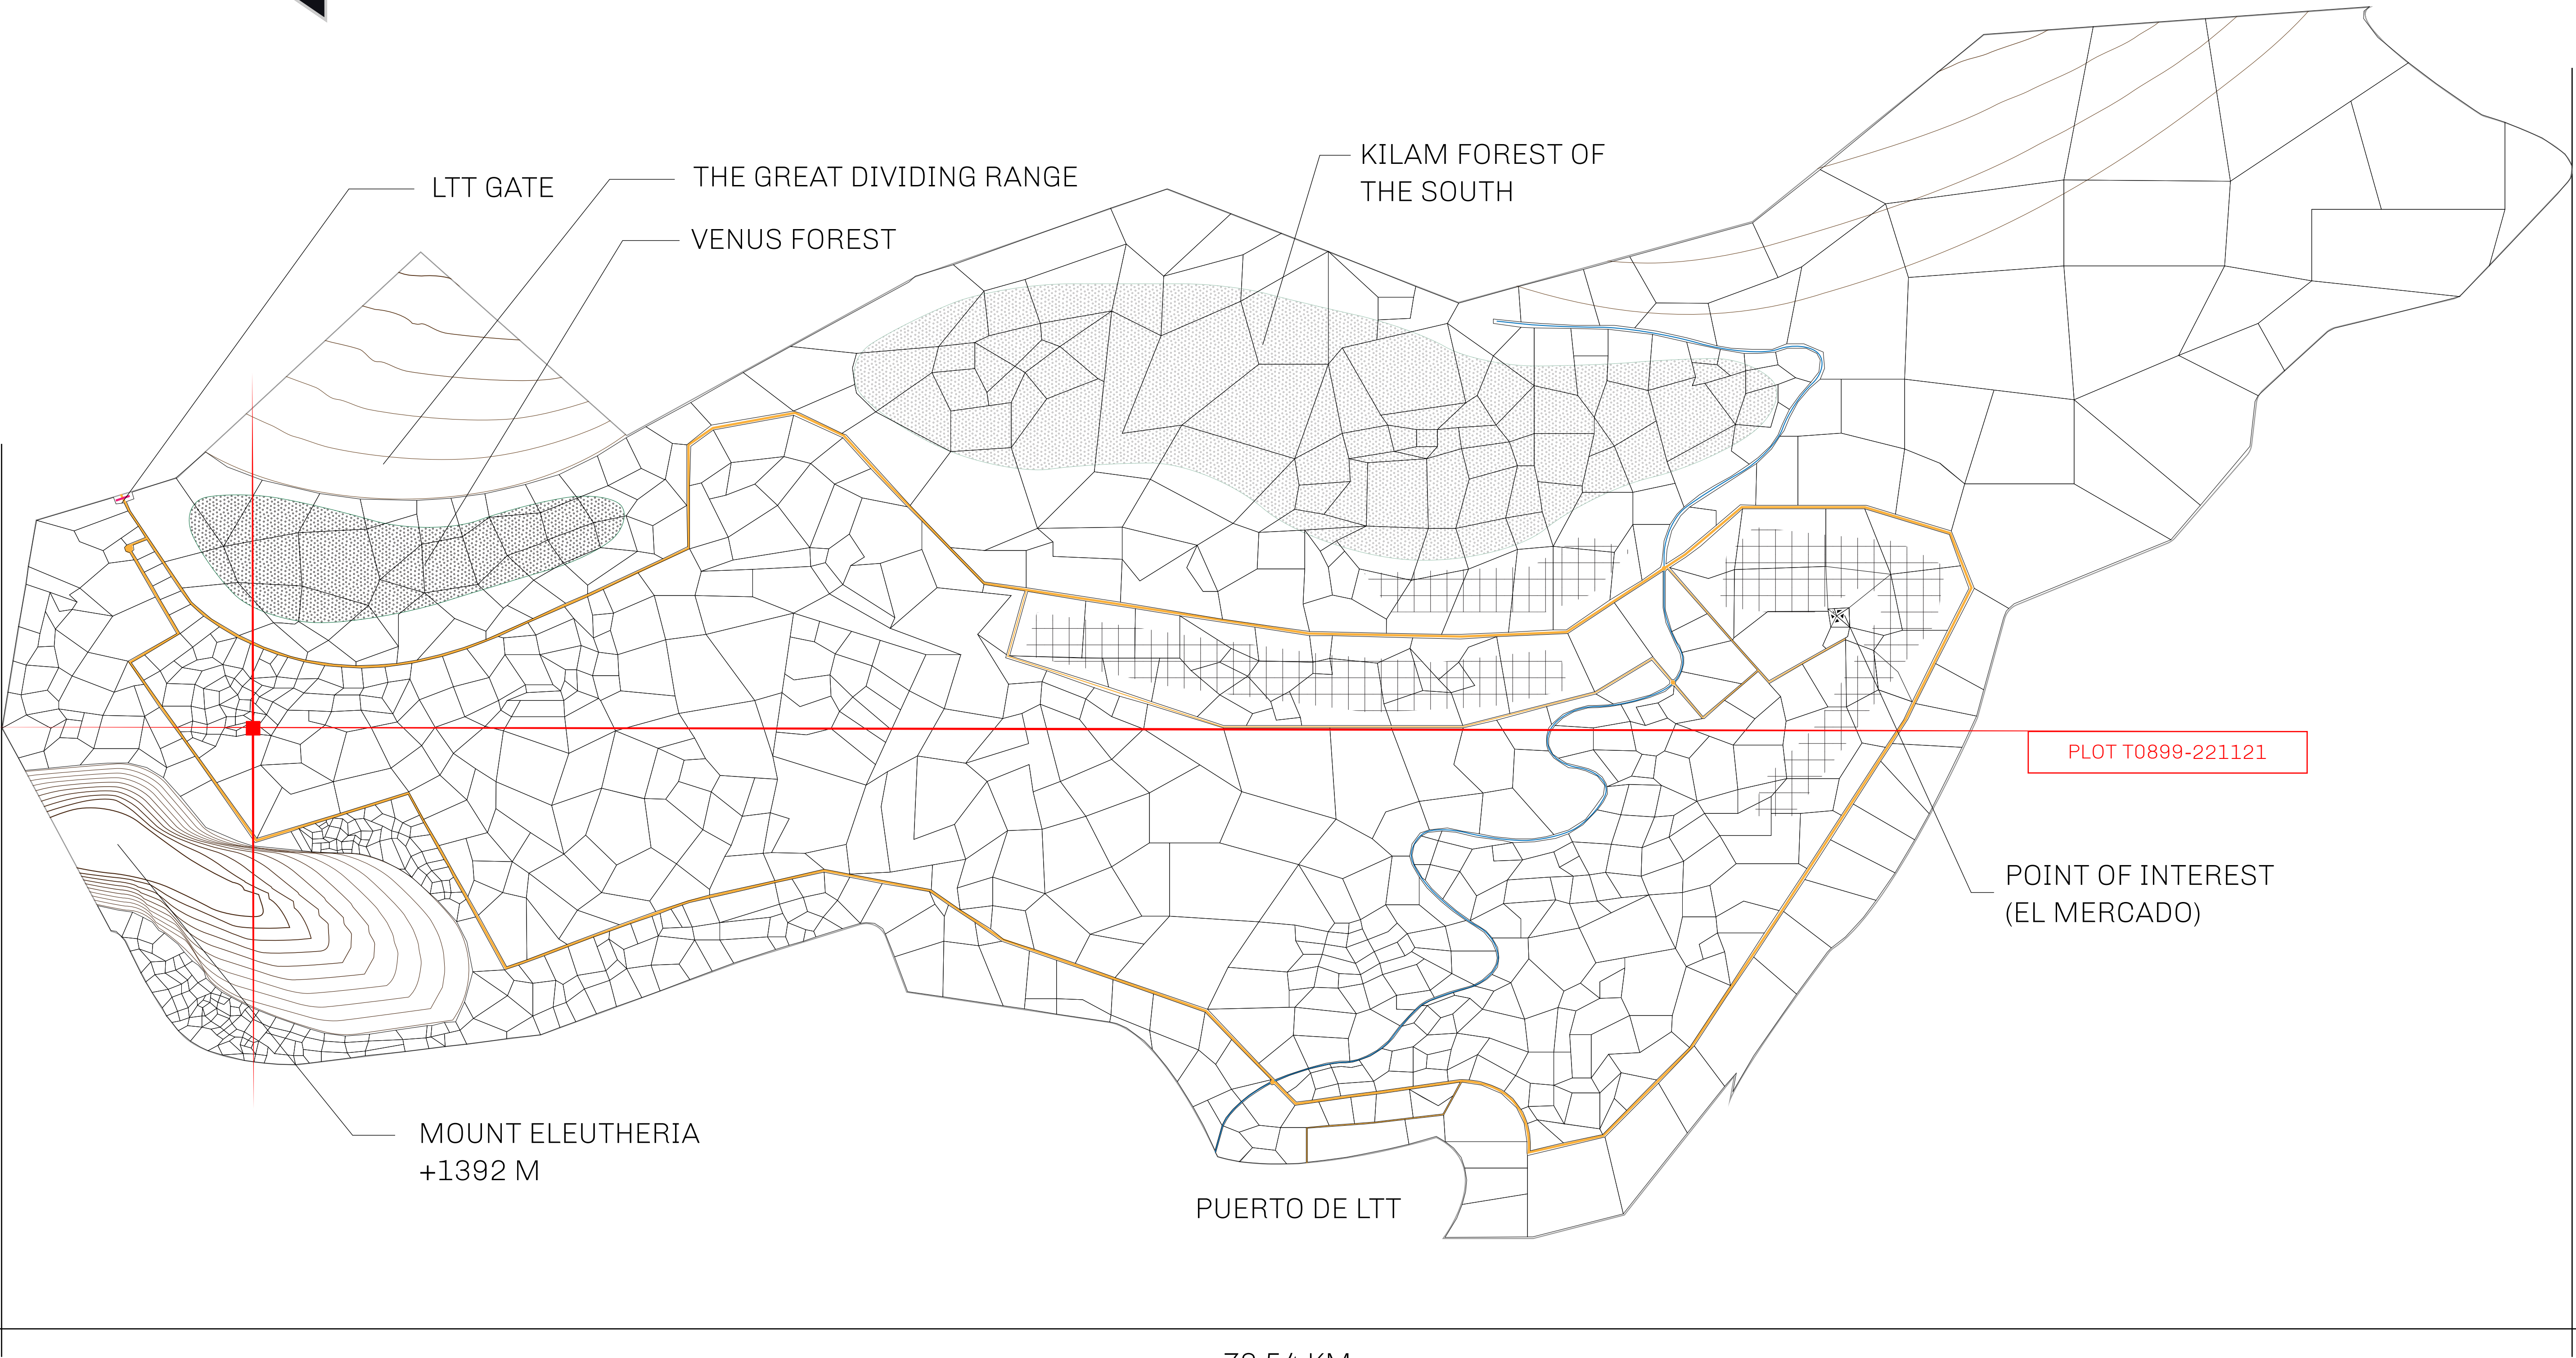 LTT GATE
THE GREAT DIVIDING RANGE
VENUS FOREST
KILAM FOREST OF
THE SOUTH
PLOT T0899-221121
POINT OF INTEREST
(EL MERCADO)
MOUNT ELEUTHERIA
+1392 M
PUERTO DE LTT
KM